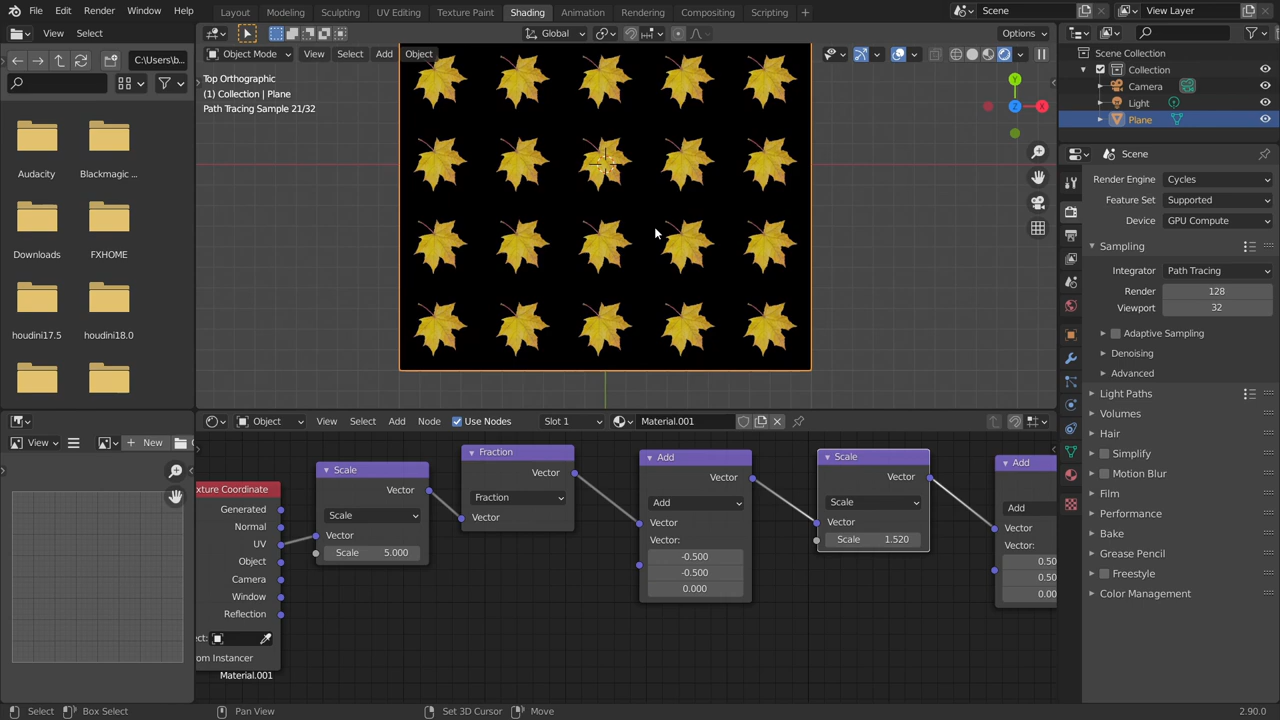 File Edit Render Window Help Layout Modeling Sculpting UV Editing Texture Paint Shading Animation Rendering Compositing Scripting + Scene View Layer
View Select
Object Mode View Select Add Object Global Options
C:\Users\b...
Top Orthographic
(1) Collection | Plane
Path Tracing Sample 21/32
Y
X
Z
Audacity
Blackmagic ...
Downloads
FXHOME
houdini17.5
houdini18.0
Scene Collection
Collection
Camera
Light
Plane
Scene
Render Engine Cycles
Feature Set Supported
Device GPU Compute
Sampling
Integrator Path Tracing
Render 128
Viewport 32
Adaptive Sampling
Denoising
Advanced
Light Paths
Volumes
Hair
Simplify
Motion Blur
Film
Performance
Bake
Grease Pencil
Freestyle
Color Management
View New
Object View Select Add Node Use Nodes Slot 1 Material.001
xture Coordinate
Generated
Normal
UV
Object
Camera
Window
Reflection
ct:
om Instancer
Material.001
Scale
Vector
Scale
Vector
Scale 5.000
Fraction
Vector
Fraction
Vector
Add
Vector
Add
Vector
Vector:
-0.500
-0.500
0.000
Scale
Vector
Scale
Vector
Scale 1.520
Add
Add
Vector
Vector:
0.50
0.50
0.00
Select Box Select Pan View Set 3D Cursor Move 2.90.0